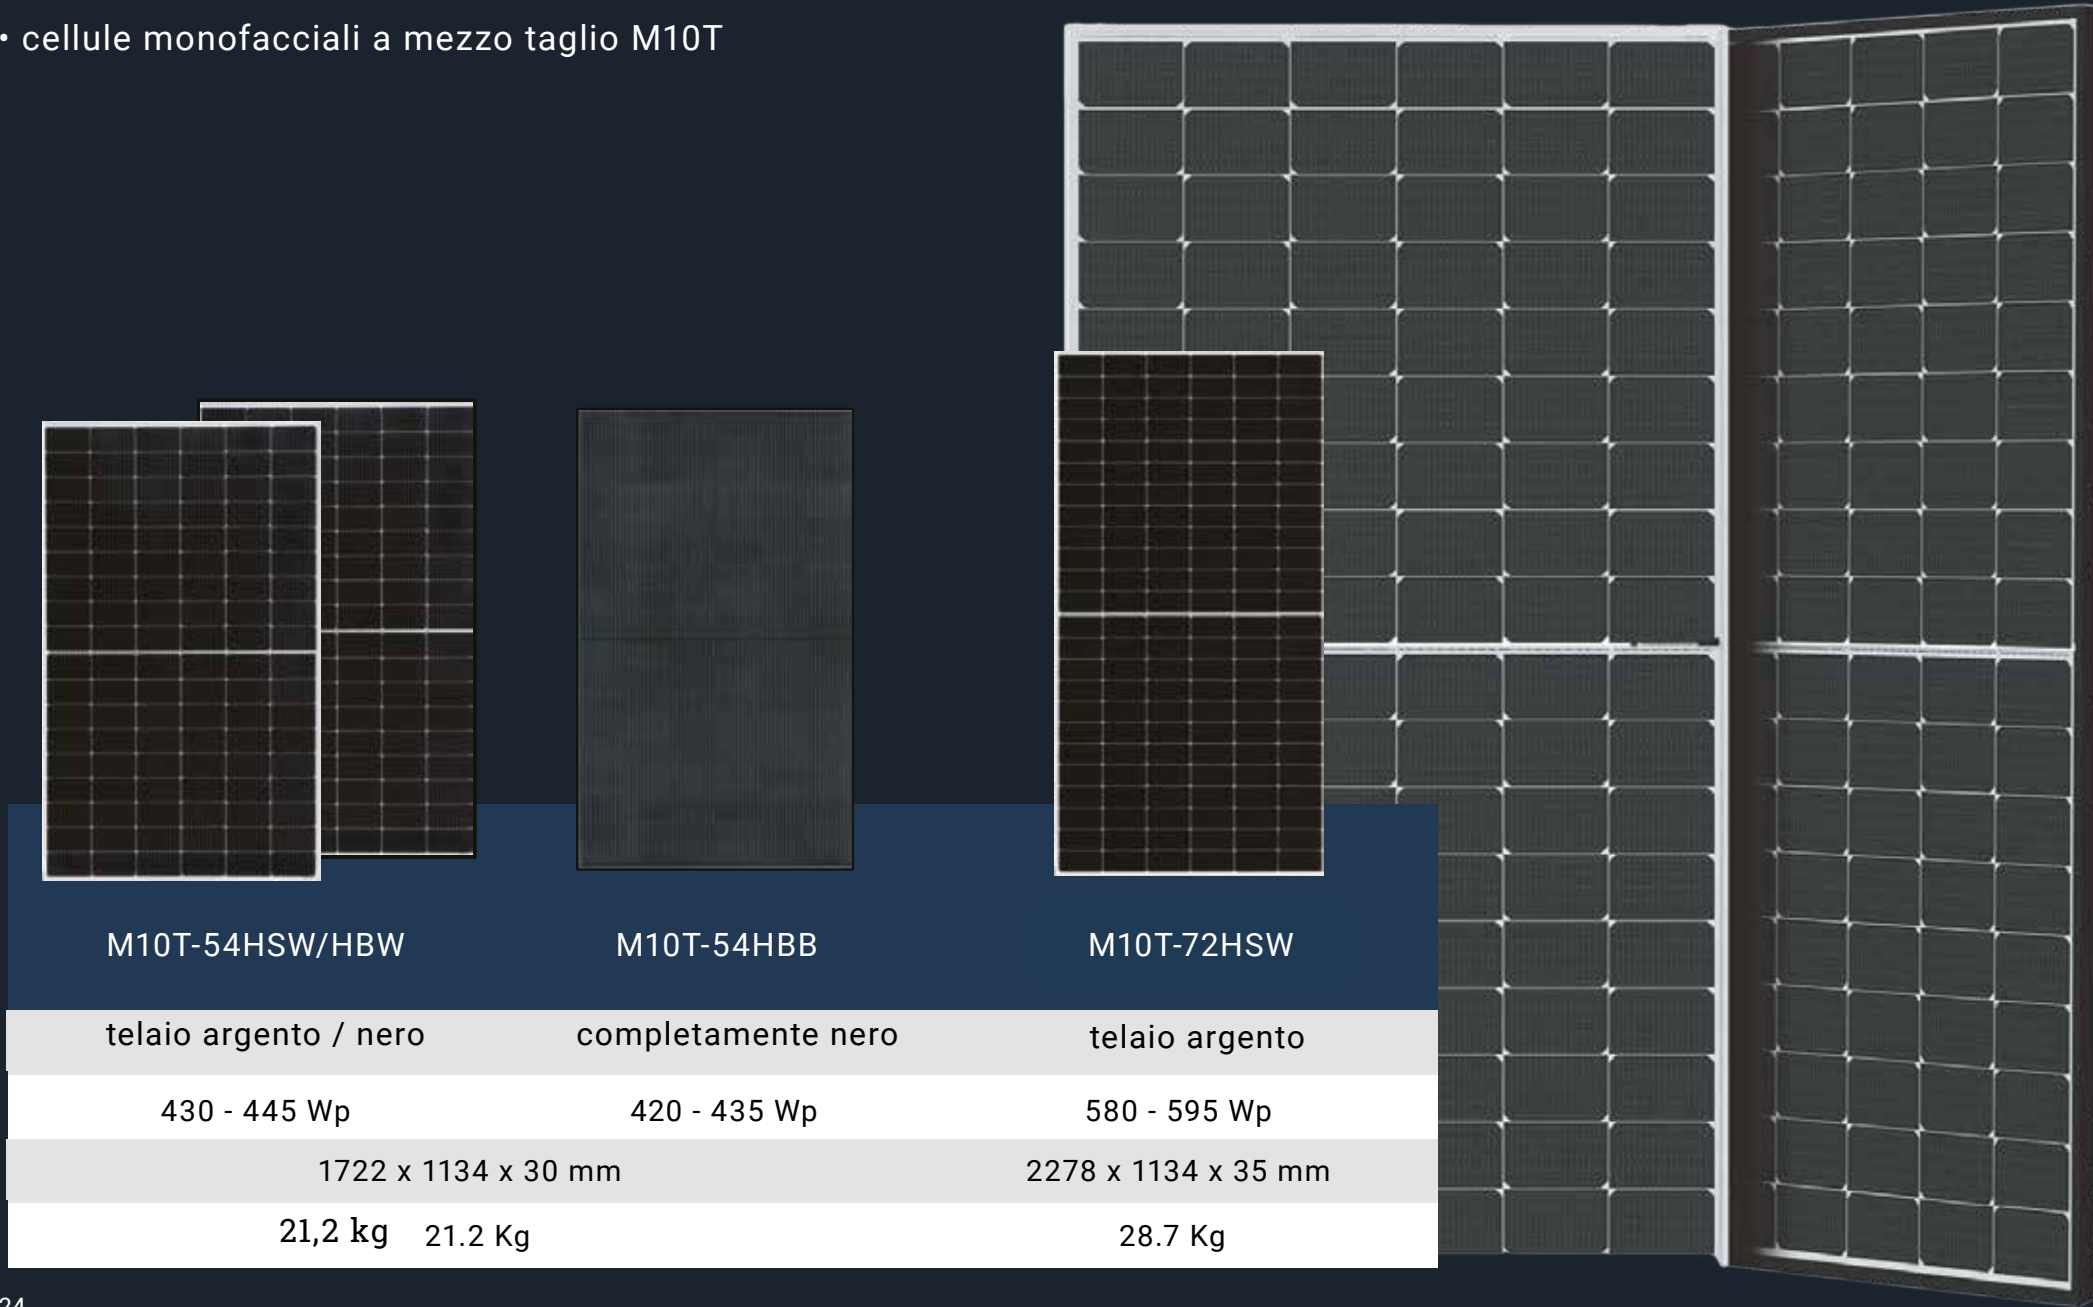 • cellule monofacciali a mezzo taglio M10T
M10T-54HSW/HBW M10T-54HBB M10T-72HSW
telaio argento / nero completamente nero telaio argento
430 - 445 Wp 420 - 435 Wp 580 - 595 Wp
1722 x 1134 x 30 mm 2278 x 1134 x 35 mm
21,2 kg 21.2 Kg 28.7 Kg